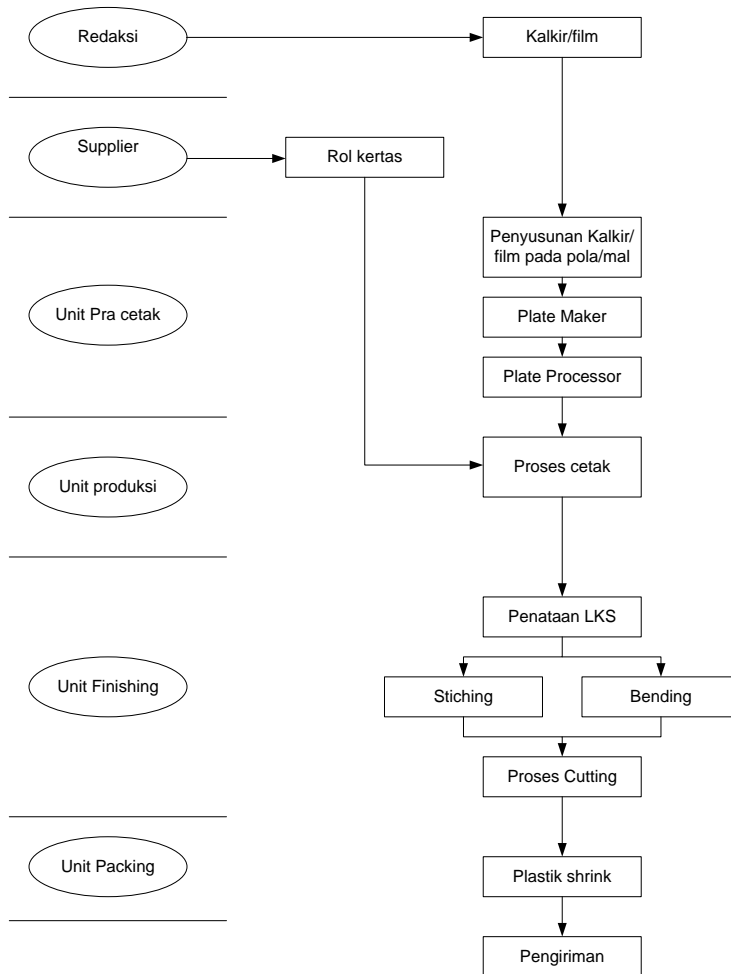 Redaksi
Kalkir/film
Supplier
Rol kertas
Penyusunan Kalkir/
film pada pola/mal
Unit Pra cetak
Plate Maker
Plate Processor
Proses cetak
Unit produksi
Penataan LKS
Unit Finishing
Stiching
Bending
Proses Cutting
Unit Packing
Plastik shrink
Pengiriman